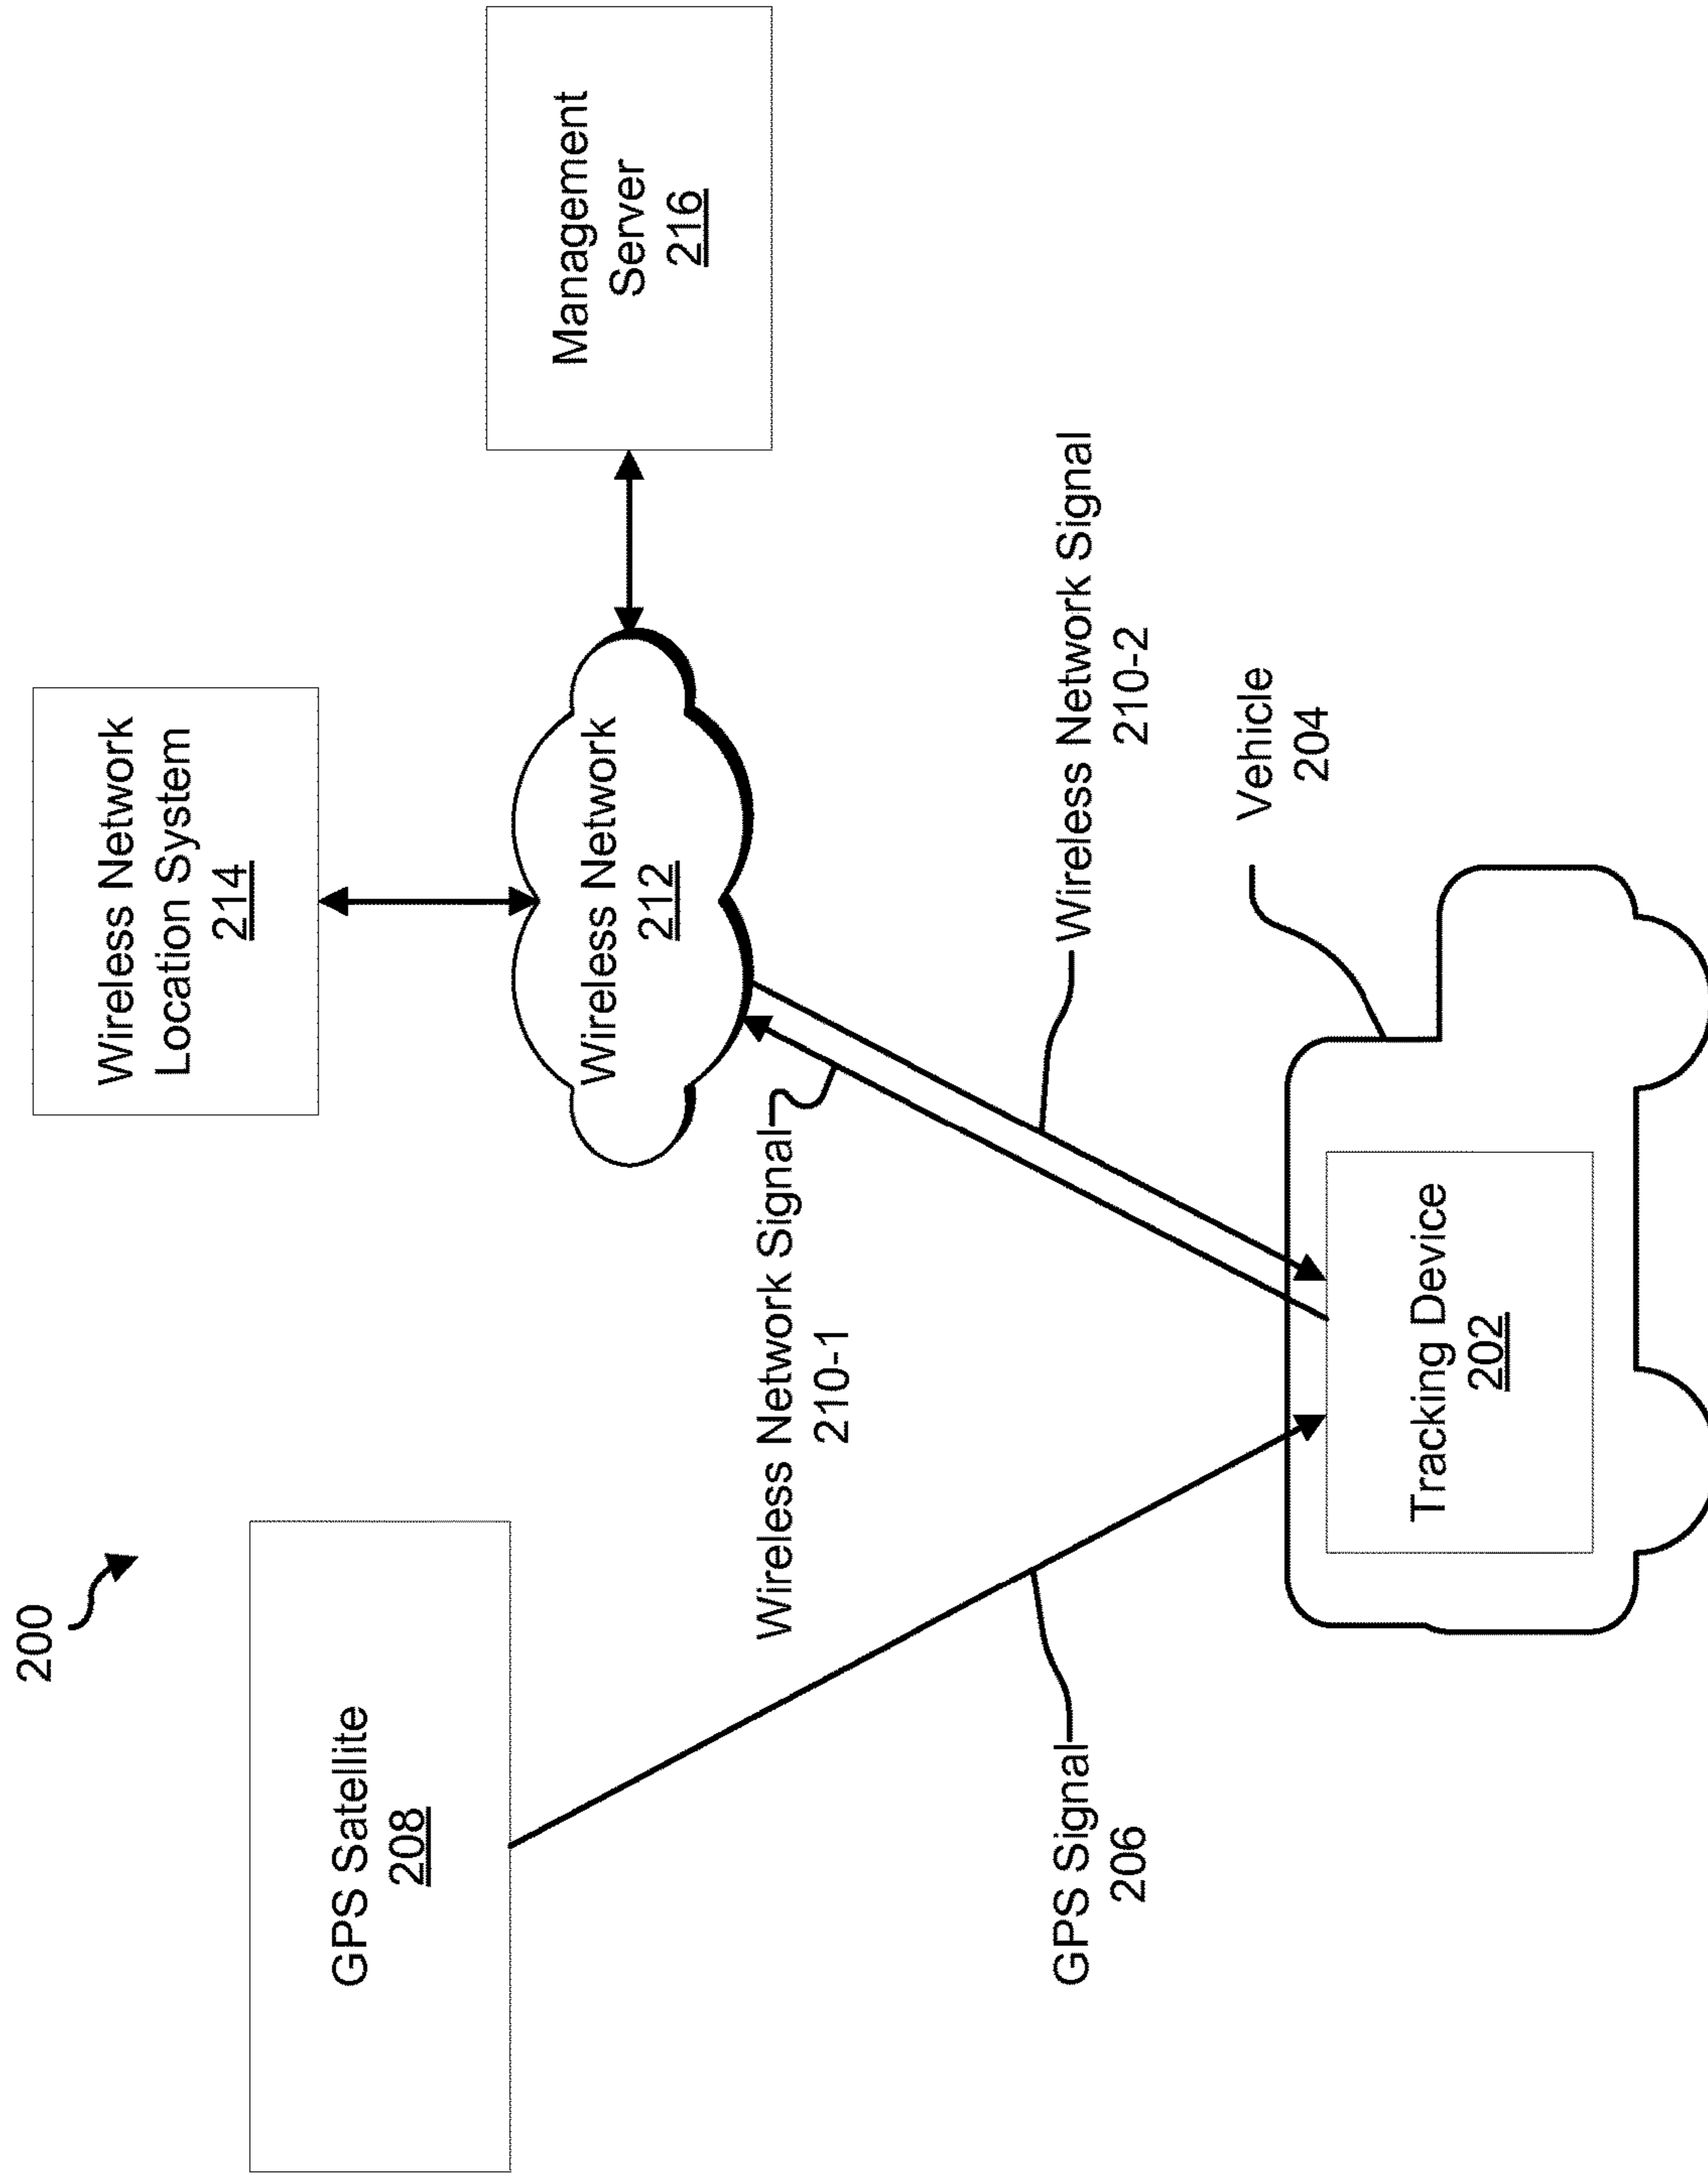 200
Wireless Network
Location System
214
GPS Satellite
208
Wireless Network
212
Management
Server
216
Wireless Network Signal
210-1
Wireless Network Signal
210-2
GPS Signal
206
Vehicle
204
Tracking Device
202